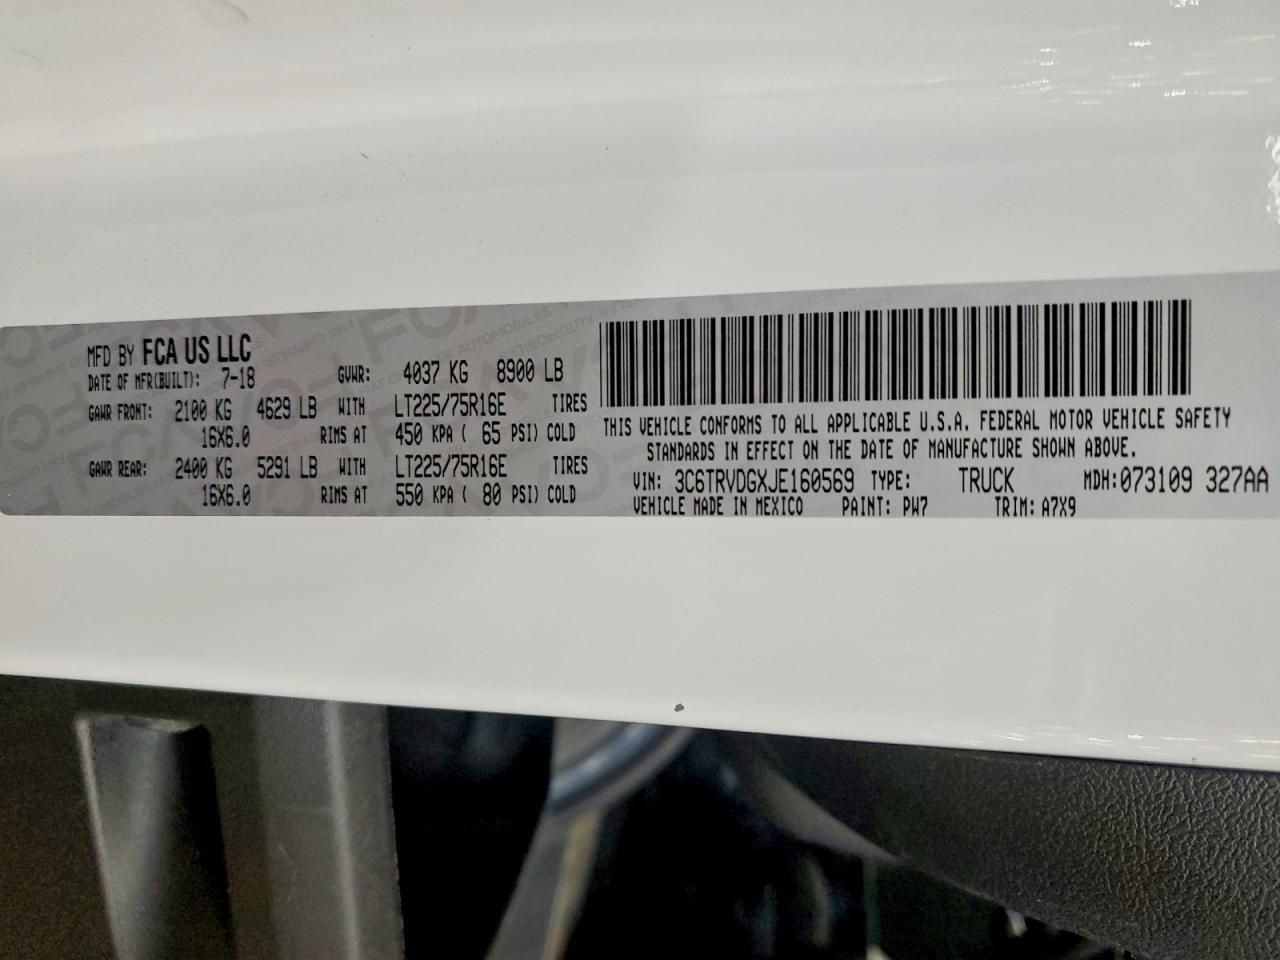 MFD BY FCA US LLC
DATE OF MFR(BUILT): 7-18 GVWR: 4037 KG 8900 LB
GAWR FRONT: 2100 KG 4629 LB WITH LT225/75R16E TIRES
16X6.0 RIMS AT 450 KPA ( 65 PSI) COLD
GAWR REAR: 2400 KG 5291 LB WITH LT225/75R16E TIRES
16X6.0 RIMS AT 550 KPA ( 80 PSI) COLD
THIS VEHICLE CONFORMS TO ALL APPLICABLE U.S.A. FEDERAL MOTOR VEHICLE SAFETY
STANDARDS IN EFFECT ON THE DATE OF MANUFACTURE SHOWN ABOVE.
VIN: 3C6TRVDGXJE160569 TYPE: TRUCK MDH:073109 327AA
VEHICLE MADE IN MEXICO PAINT: PW7 TRIM: A7X9